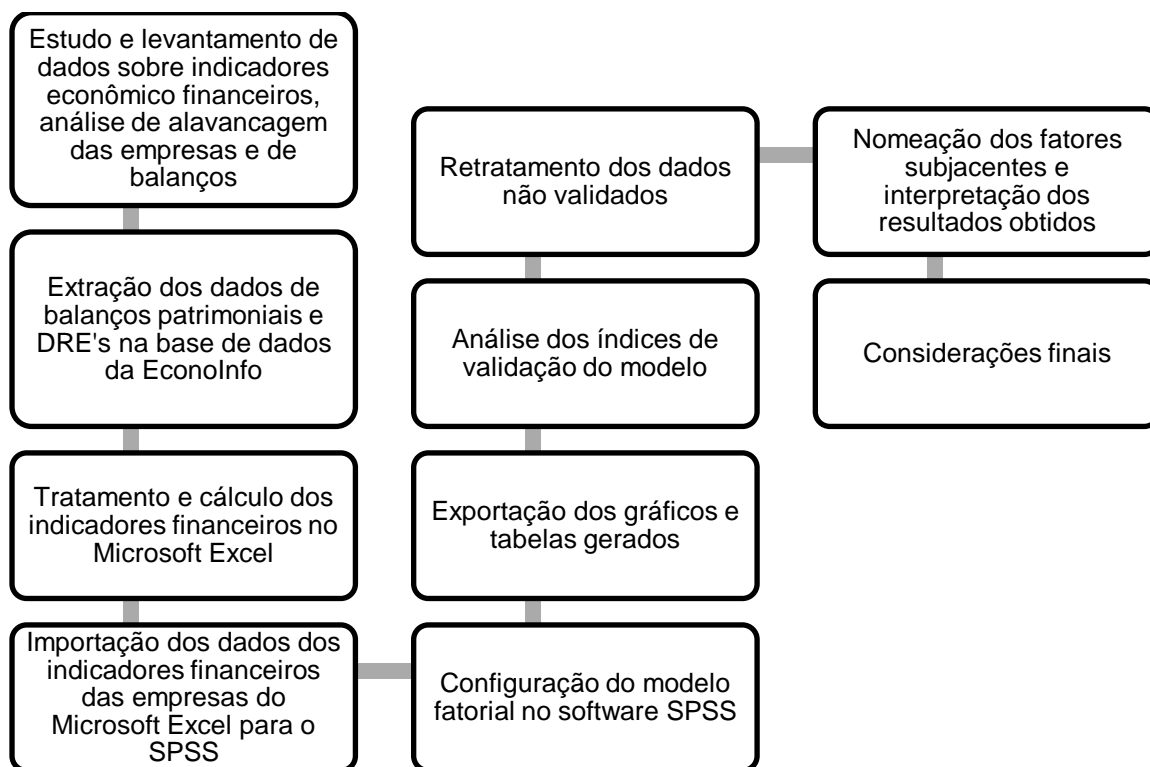 Estudo e levantamento de
dados sobre indicadores
econômico financeiros,
análise de alavancagem
das empresas e de
balanços
Extração dos dados de
balanços patrimoniais e
DRE's na base de dados
da EconoInfo
Tratamento e cálculo dos
indicadores financeiros no
Microsoft Excel
Importação dos dados dos
indicadores financeiros
das empresas do
Microsoft Excel para o
SPSS
Configuração do modelo
fatorial no software SPSS
Exportação dos gráficos e
tabelas gerados
Análise dos índices de
validação do modelo
Retratamento dos dados
não validados
Nomeação dos fatores
subjacentes e
interpretação dos
resultados obtidos
Considerações finais